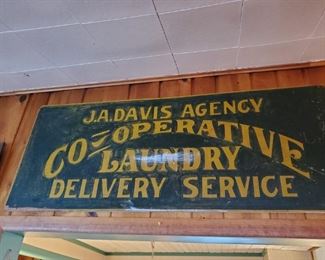 J.A. DAVIS AGENCY
CO-OPERATIVE
LAUNDRY
DELIVERY SERVICE